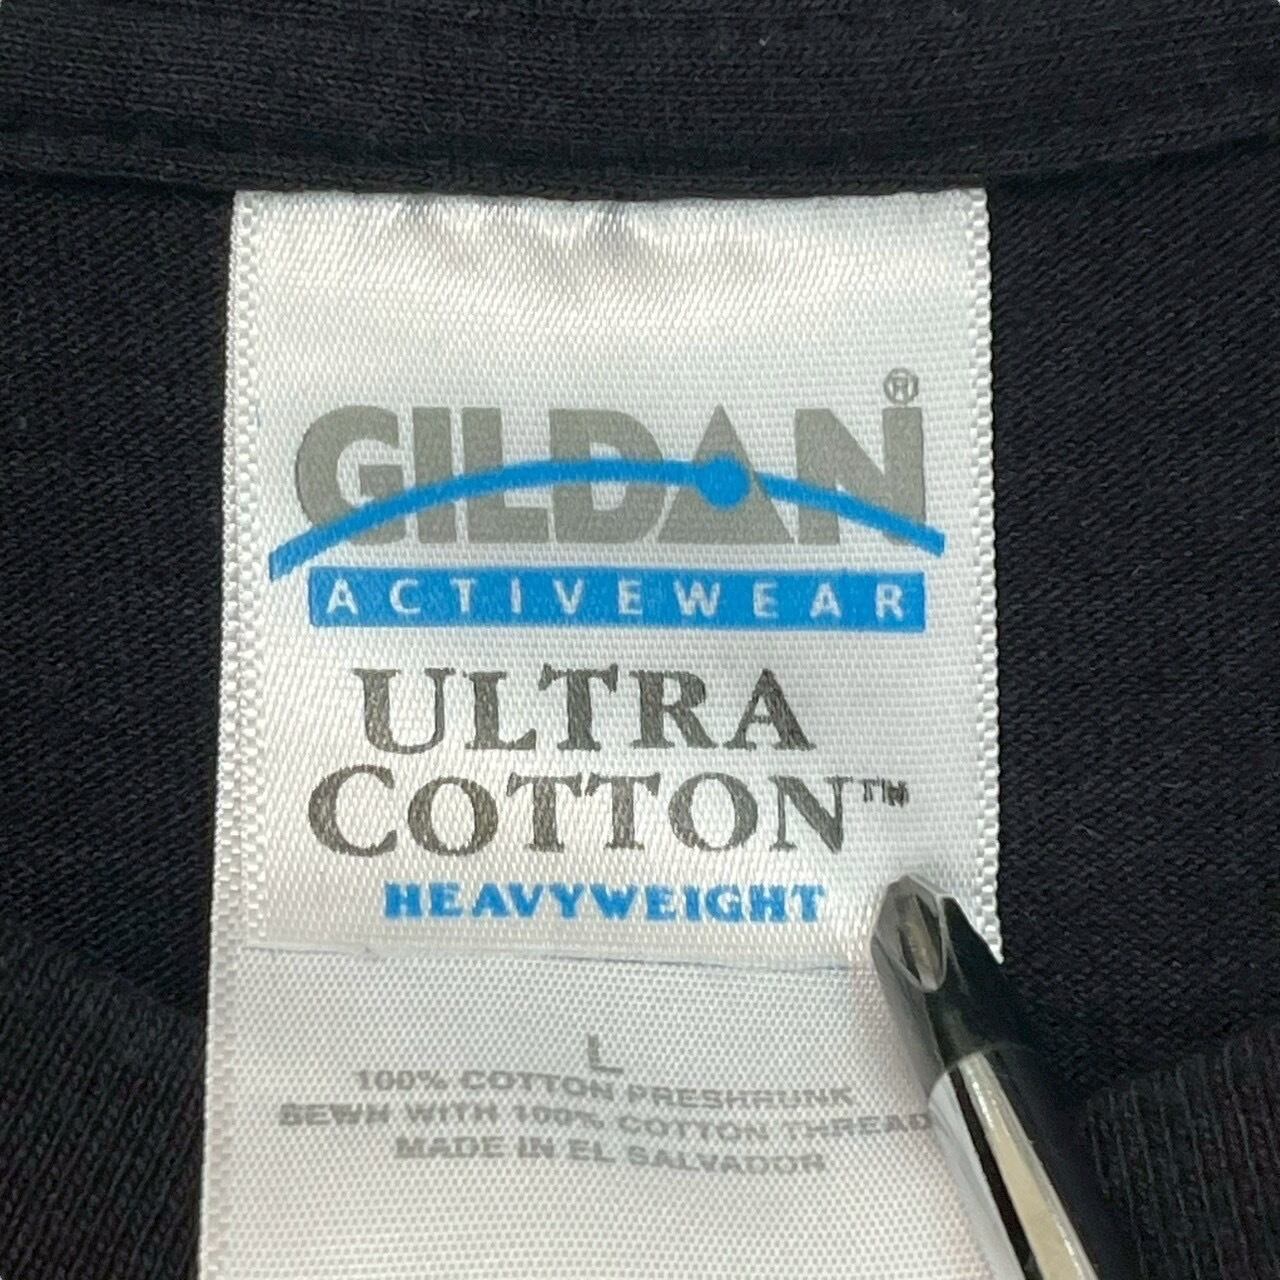 GILDAN®
ACTIVEWEAR
ULTRA
COTTON™
HEAVYWEIGHT
L
100% COTTON PRESHRUNK
SEWN WITH 100% COTTON THREAD
MADE IN EL SALVADOR